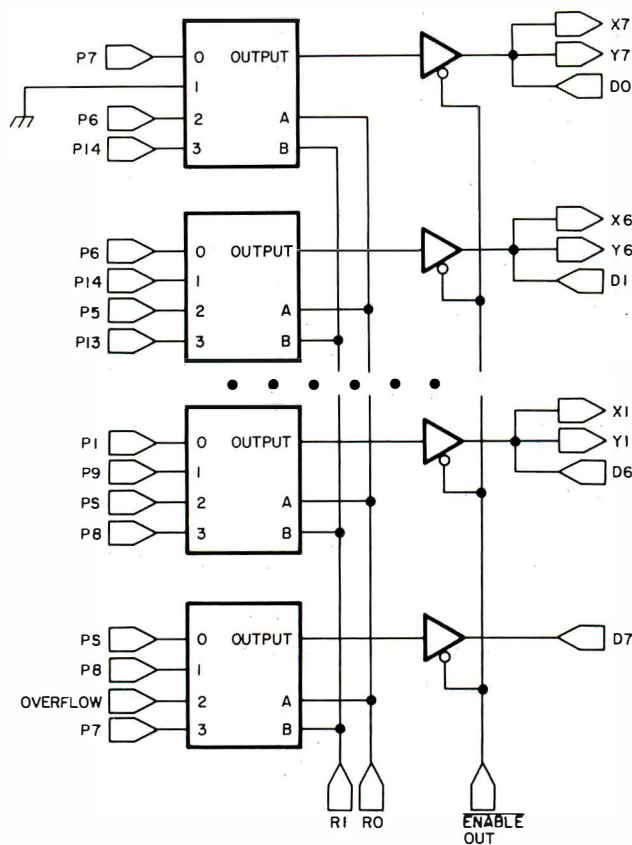 P7 0 OUTPUT X7
1 Y7
P6 2 A D0
P14 3 B
P6 0 OUTPUT X6
P14 1 Y6
P5 2 A D1
P13 3 B
P1 0 OUTPUT X1
P9 1 Y1
PS 2 A D6
P8 3 B
PS 0 OUTPUT D7
P8 1
OVERFLOW 2 A
P7 3 B
R1 R0 ENABLE
OUT